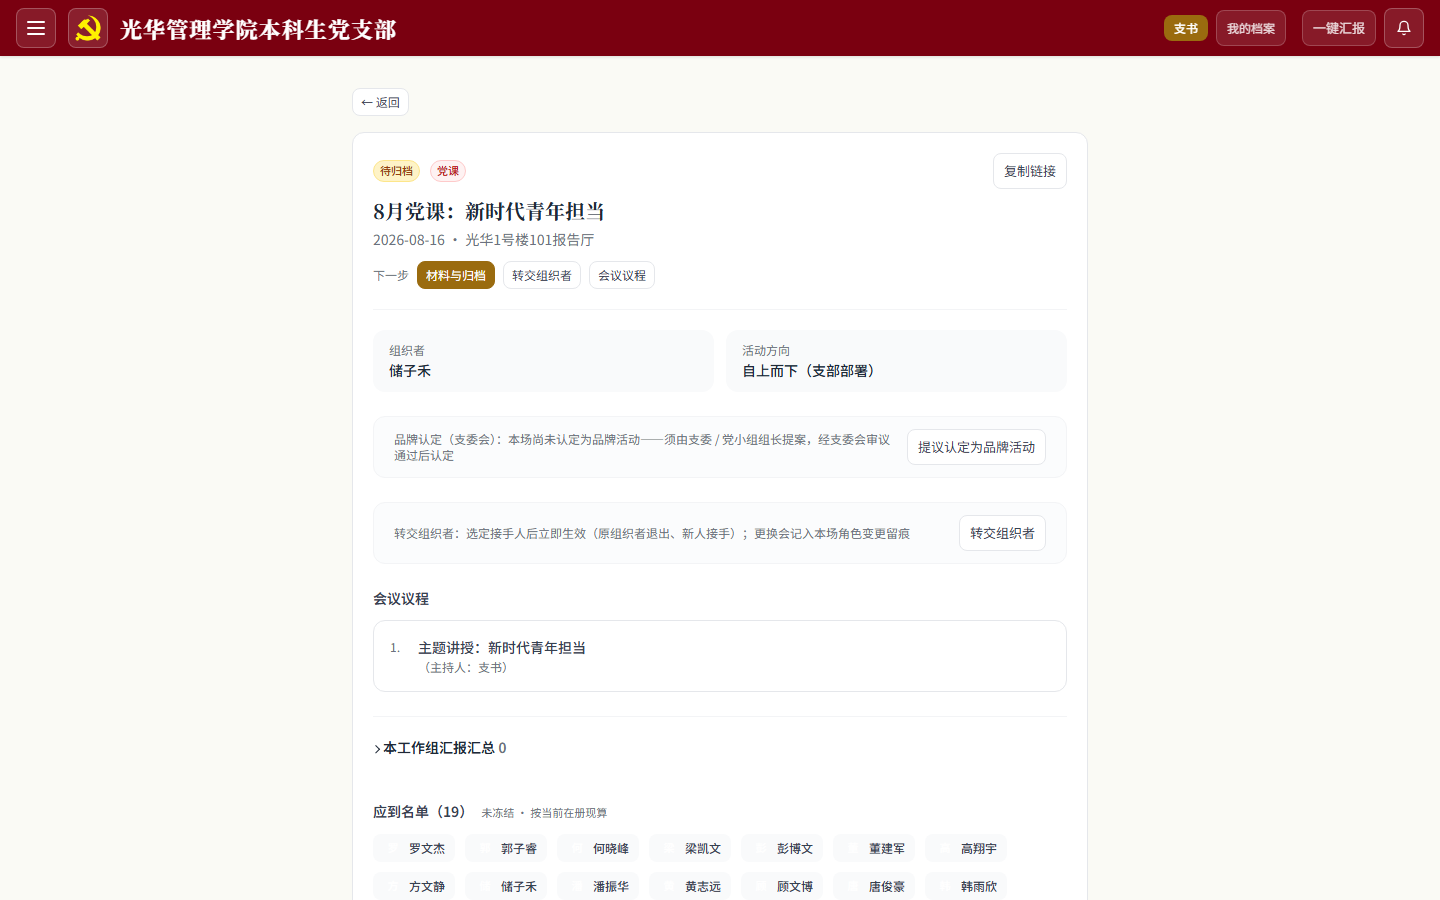 光华管理学院本科生党支部
支书
我的档案
一键汇报
← 返回
待归档
党课
复制链接
8月党课：新时代青年担当
2026-08-16 · 光华1号楼101报告厅
下一步
材料与归档
转交组织者
会议议程
组织者
储子禾
活动方向
自上而下（支部部署）
品牌认定（支委会）：本场尚未认定为品牌活动——须由支委 / 党小组组长提案，经支委会审议
通过后认定
提议认定为品牌活动
转交组织者：选定接手人后立即生效（原组织者退出、新人接手）；更换会记入本场角色变更留痕
转交组织者
会议议程
1. 主题讲授：新时代青年担当
（主持人：支书）
本工作组汇报汇总 0
应到名单（19） 未冻结 · 按当前在册现算
罗文杰 郭子睿 何晓峰 梁凯文 彭博文 董建军 高翔宇
方文静 储子禾 潘振华 黄志远 顾文博 唐俊豪 韩雨欣